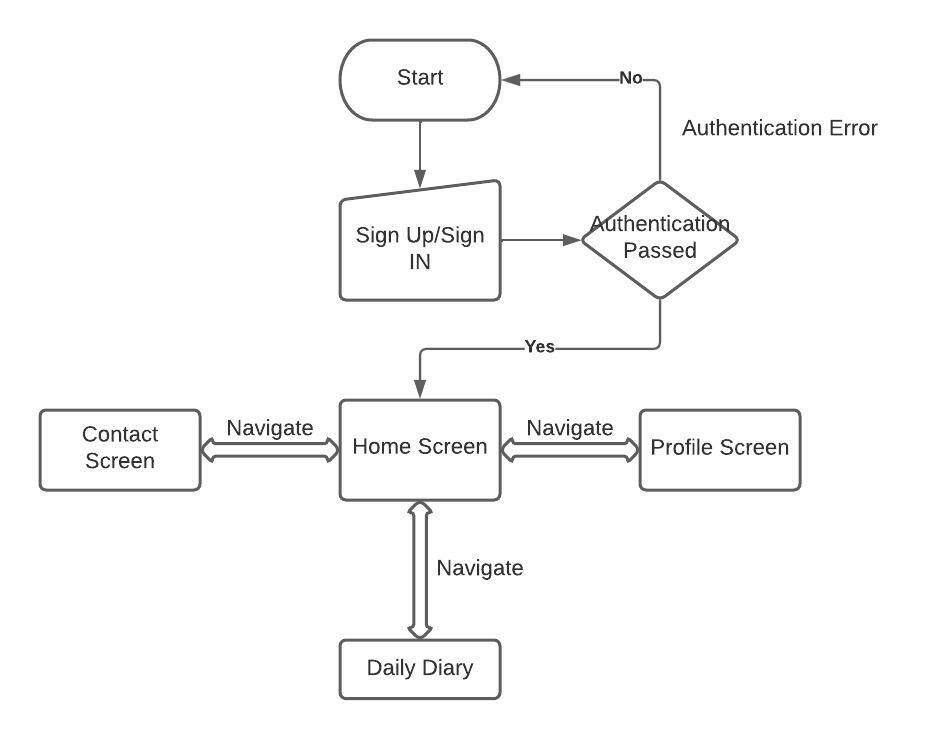 Start
No
Authentication Error
Sign Up/Sign
IN
Authentication
Passed
Yes
Contact
Screen
Navigate
Home Screen
Navigate
Profile Screen
Navigate
Daily Diary